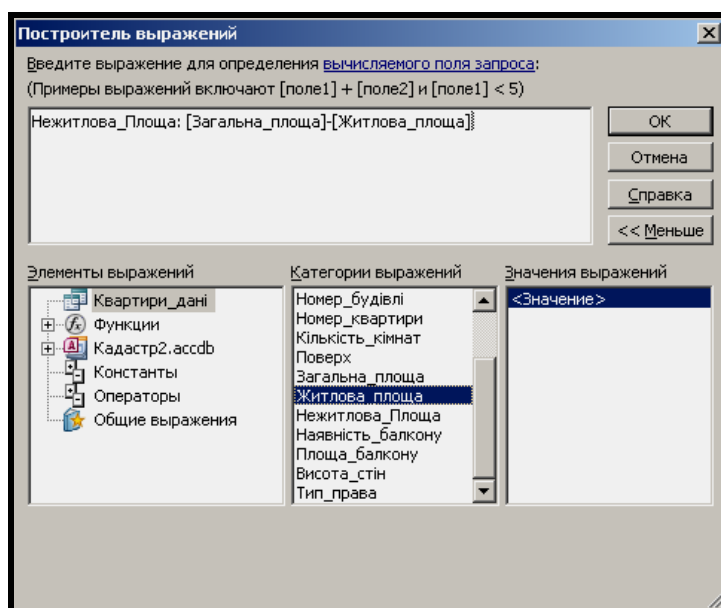 Построитель выражений
Введите выражение для определения вычисляемого поля запроса:
(Примеры выражений включают [поле1] + [поле2] и [поле1] < 5)
Нежитлова_Площа: [Загальна_площа]-[Житлова_площа]
ОК
Отмена
Справка
<< Меньше
Элементы выражений
Квартири_дані
Функции
Кадастр2.accdb
Константы
Операторы
Общие выражения
Категории выражений
Номер_будівлі
Номер_квартири
Кількість_кімнат
Поверх
Загальна_площа
Житлова_площа
Нежитлова_Площа
Наявність_балкону
Площа_балкону
Висота_стін
Тип_права
Значения выражений
<Значение>